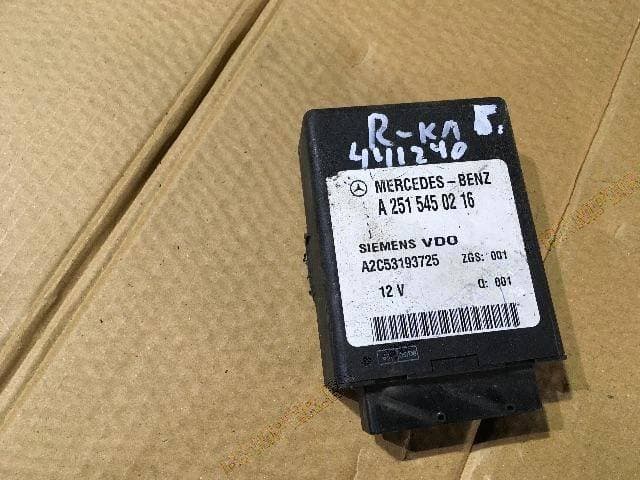 R-кл Б.
441240
MERCEDES-BENZ
A 251 545 02 16
SIEMENS VDO
A2C53193725 ZGS: 001
12 V Q: 001